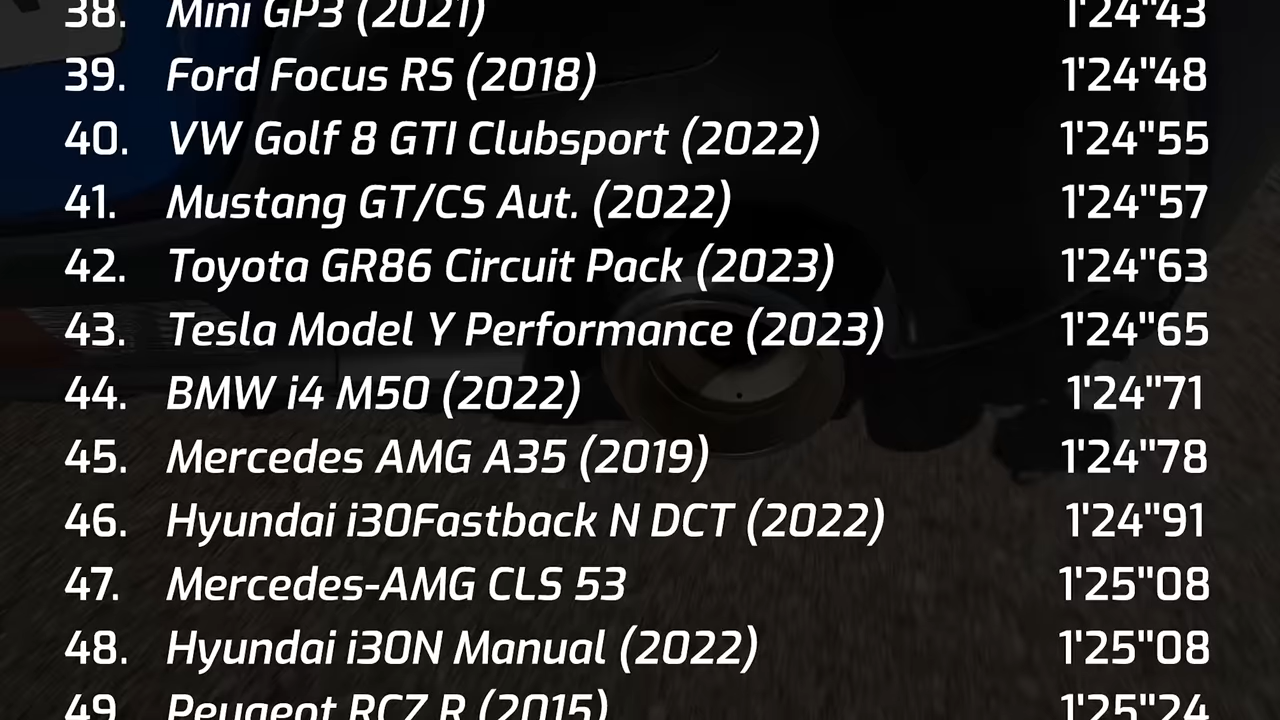 38. Mini GP3 (2021) 1'24"43
39. Ford Focus RS (2018) 1'24"48
40. VW Golf 8 GTI Clubsport (2022) 1'24"55
41. Mustang GT/CS Aut. (2022) 1'24"57
42. Toyota GR86 Circuit Pack (2023) 1'24"63
43. Tesla Model Y Performance (2023) 1'24"65
44. BMW i4 M50 (2022) 1'24"71
45. Mercedes AMG A35 (2019) 1'24"78
46. Hyundai i30Fastback N DCT (2022) 1'24"91
47. Mercedes-AMG CLS 53 1'25"08
48. Hyundai i30N Manual (2022) 1'25"08
49. Peugeot RCZ R (2015) 1'25"24